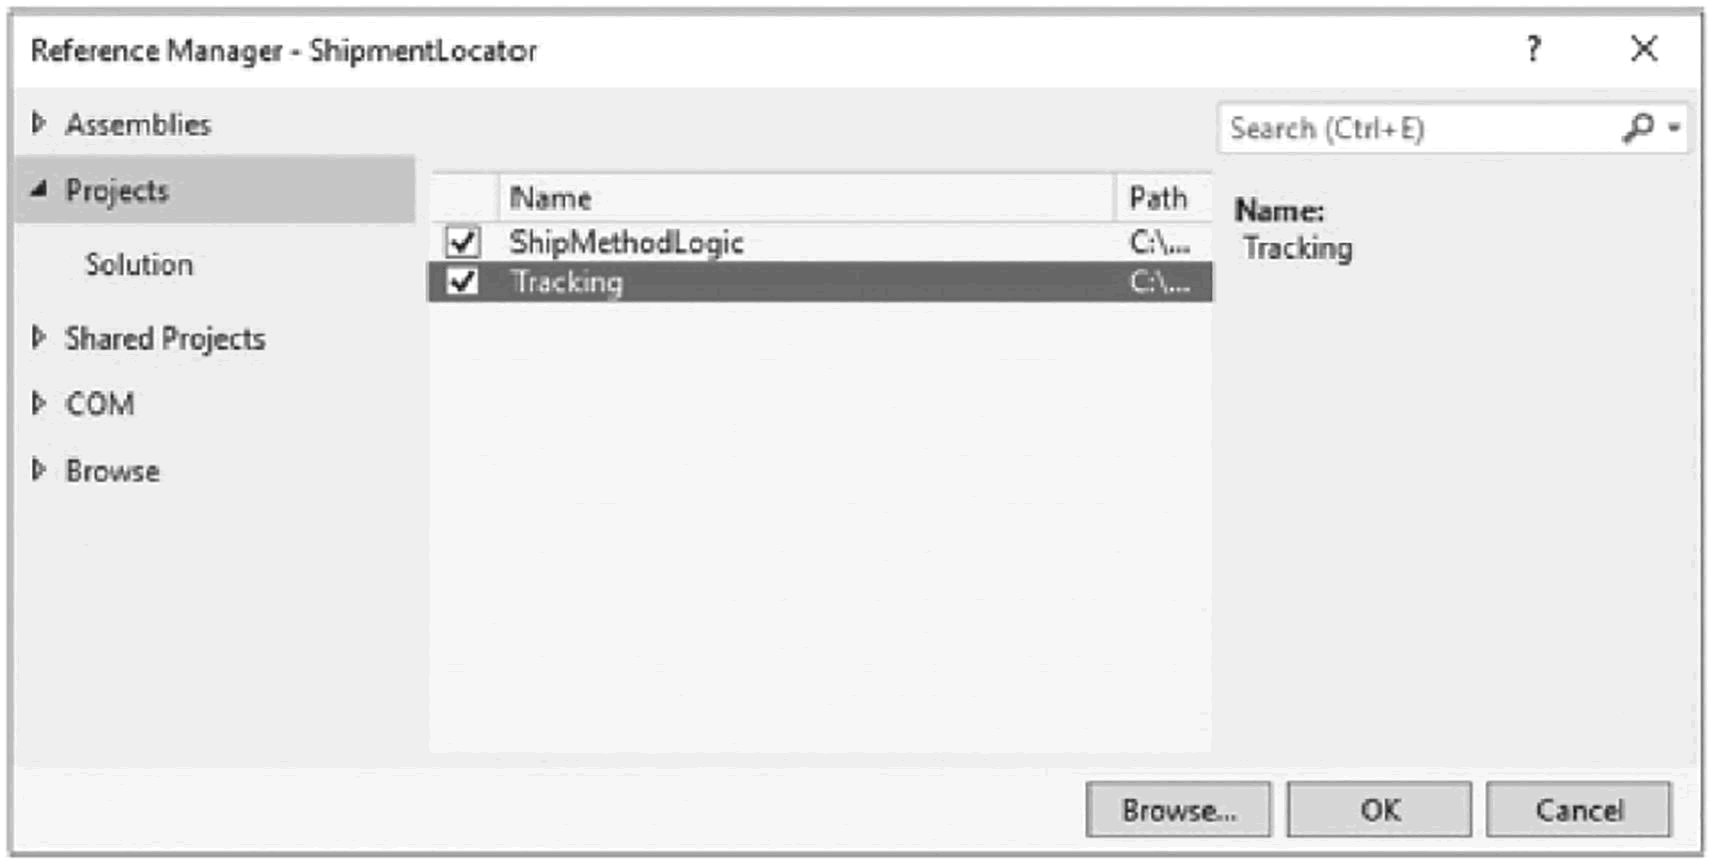 Reference Manager - ShipmentLocator
?
Assemblies
Search (Ctrl+E)
Projects
Name Path
Name:
ShipMethodLogic C:\...
Tracking
Solution
Tracking C:\...
Shared Projects
COM
Browse
Browse... OK Cancel